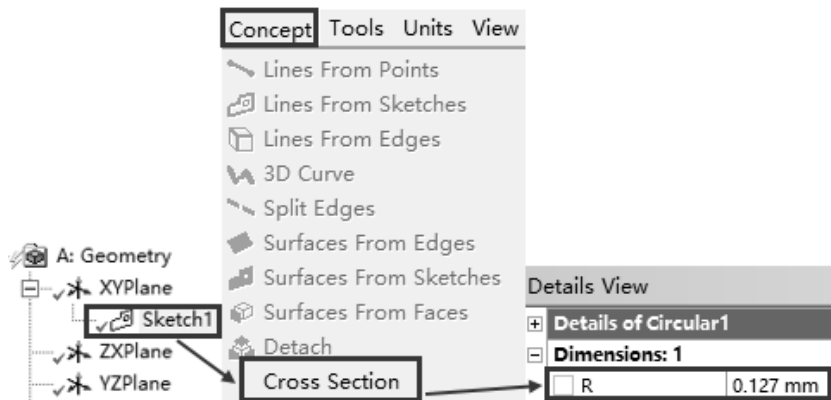 Concept Tools Units View
Lines From Points
Lines From Sketches
Lines From Edges
3D Curve
Split Edges
Surfaces From Edges
Surfaces From Sketches
Surfaces From Faces
Detach
Cross Section
A: Geometry
XYPlane
Sketch1
ZXPlane
YZPlane
Details View
Details of Circular1
Dimensions: 1
R 0.127 mm